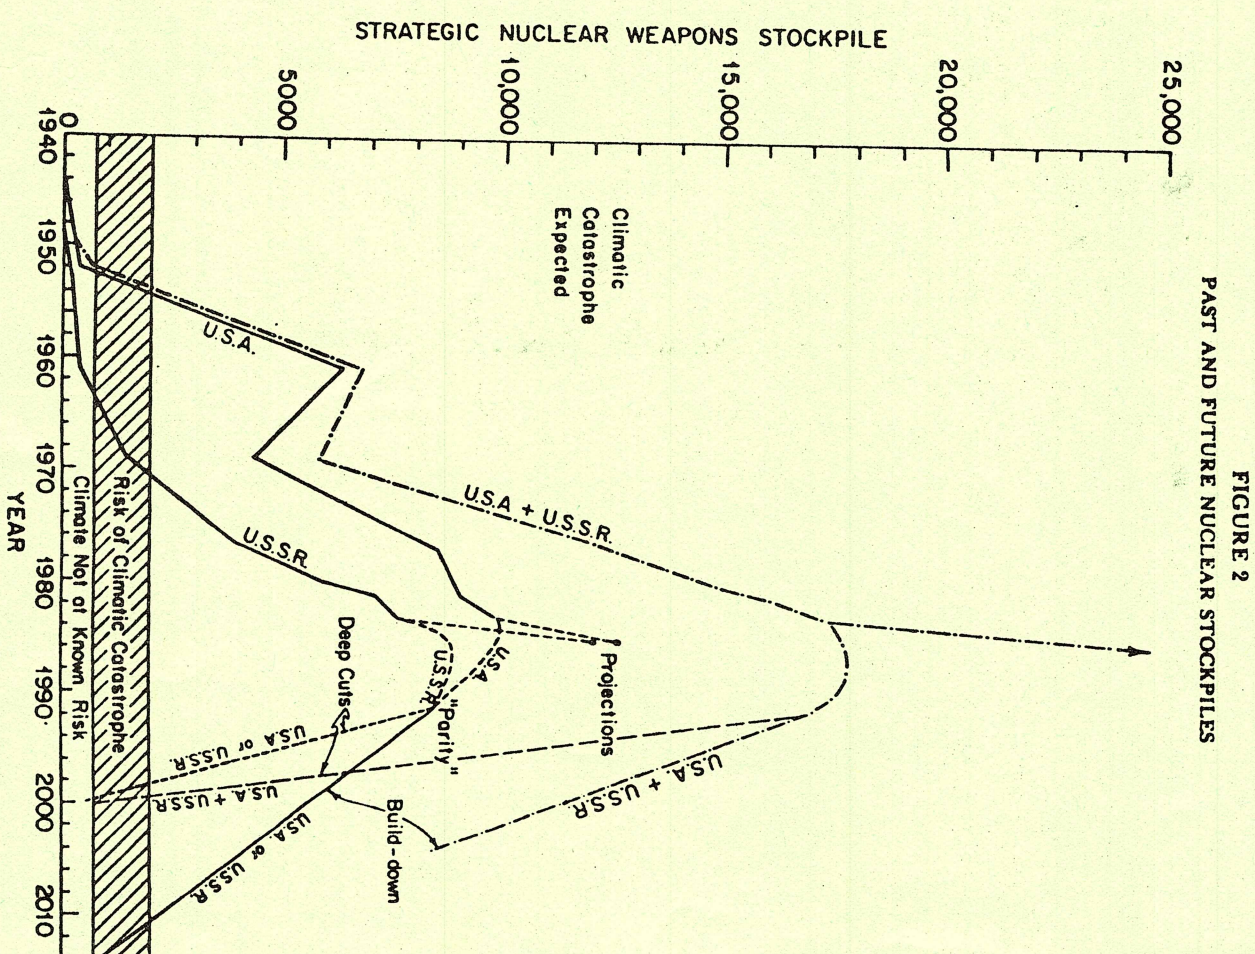 FIGURE 2
PAST AND FUTURE NUCLEAR STOCKPILES
STRATEGIC NUCLEAR WEAPONS STOCKPILE
25,000
20,000
15,000
10,000
5000
0
Climatic
Catastrophe
Expected
U.S.A.
U.S.A + U.S.S.R.
U.S.S.R.
Projections
U.S.A
U.S.S.R.
"Parity"
Deep Cuts
U.S.A or U.S.S.R.
U.S.A. + U.S.S.R.
U.S.A. + U.S.S.R.
Build-down
U.S.A. or U.S.S.R.
Risk of Climatic Catastrophe
Climate Not at Known Risk
1940
1950
1960
1970
1980
1990
2000
2010
YEAR